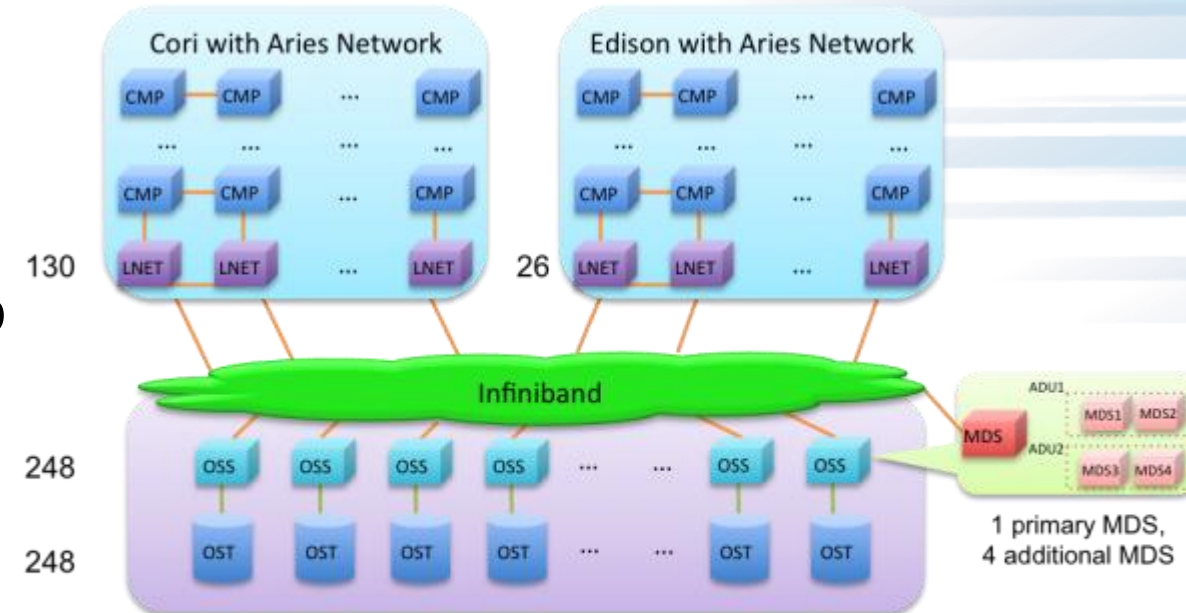 Cori with Aries Network
CMP CMP ... CMP
... ... ... ...
CMP CMP ... CMP
130 LNET LNET ... LNET
Edison with Aries Network
CMP CMP ... CMP
... ... ... ...
CMP CMP ... CMP
26 LNET LNET ... LNET
Infiniband
248 OSS OSS OSS OSS ... ... OSS OSS
248 OST OST OST OST ... ... OST OST
MDS
ADU1
MDS1 MDS2
ADU2
MDS3 MDS4
1 primary MDS,
4 additional MDS